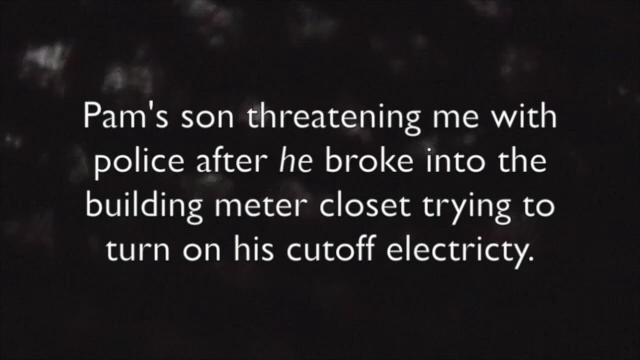 Pam's son threatening me with
police after he broke into the
building meter closet trying to
turn on his cutoff electricty.